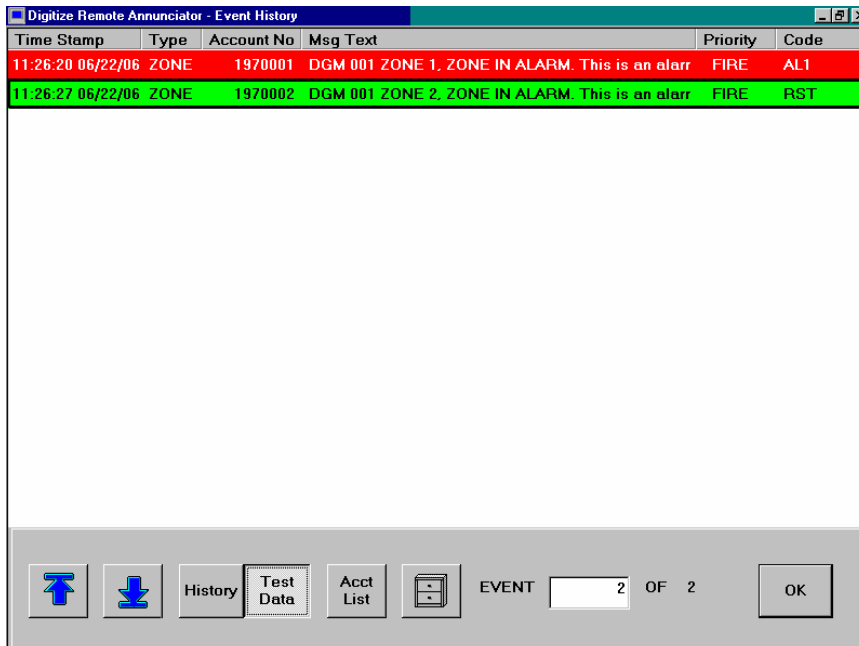 Digitize Remote Annunciator - Event History
Time Stamp Type Account No Msg Text Priority Code
11:26:20 06/22/06 ZONE 1970001 DGM 001 ZONE 1, ZONE IN ALARM. This is an alarr FIRE AL1
11:26:27 06/22/06 ZONE 1970002 DGM 001 ZONE 2, ZONE IN ALARM. This is an alarr FIRE RST
History Test Data Acct List EVENT 2 OF 2 OK